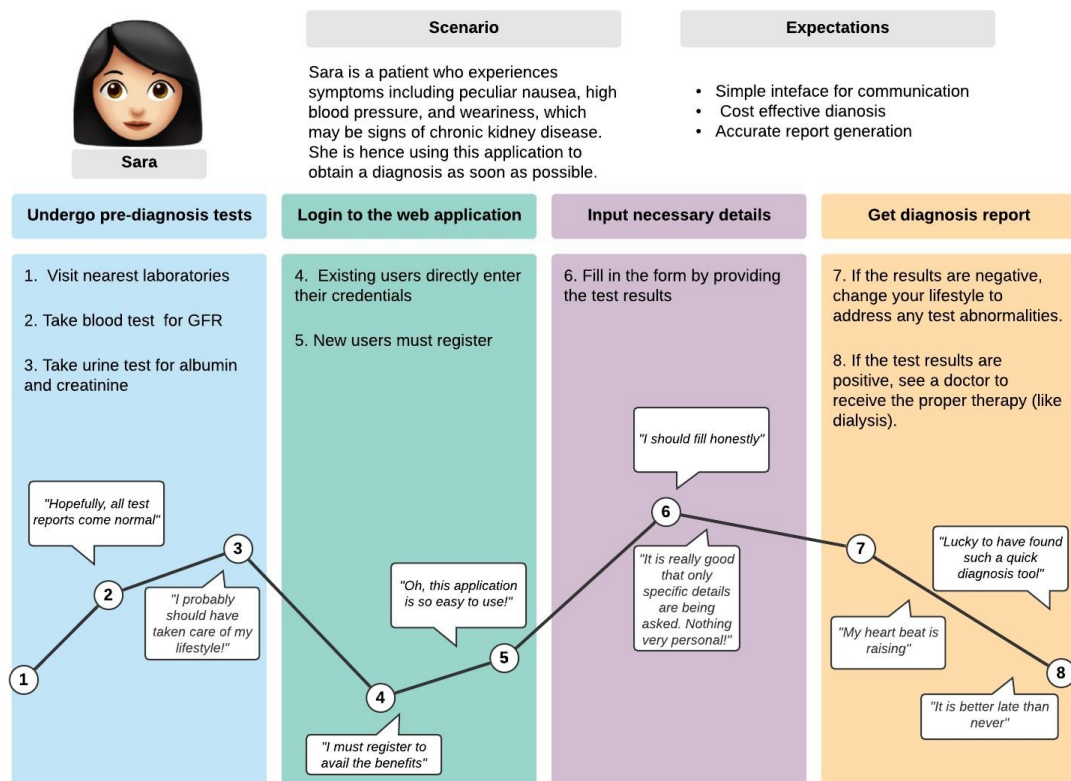 Sara
Scenario
Sara is a patient who experiences
symptoms including peculiar nausea, high
blood pressure, and weariness, which
may be signs of chronic kidney disease.
She is hence using this application to
obtain a diagnosis as soon as possible.
Expectations
• Simple inteface for communication
• Cost effective dianosis
• Accurate report generation
Undergo pre-diagnosis tests
1. Visit nearest laboratories
2. Take blood test for GFR
3. Take urine test for albumin
and creatinine
Login to the web application
4. Existing users directly enter
their credentials
5. New users must register
Input necessary details
6. Fill in the form by providing
the test results
Get diagnosis report
7. If the results are negative,
change your lifestyle to
address any test abnormalities.
8. If the test results are
positive, see a doctor to
receive the proper therapy (like
dialysis).
"Hopefully, all test
reports come normal"
"I probably
should have
taken care of my
lifestyle!"
1
2
3
"Oh, this application
is so easy to use!"
"I must register to
avail the benefits"
4
5
"I should fill honestly"
6
"It is really good
that only
specific details
are being
asked. Nothing
very personal!"
7
"Lucky to have found
such a quick
diagnosis tool"
"My heart beat is
raising"
8
"It is better late than
never"